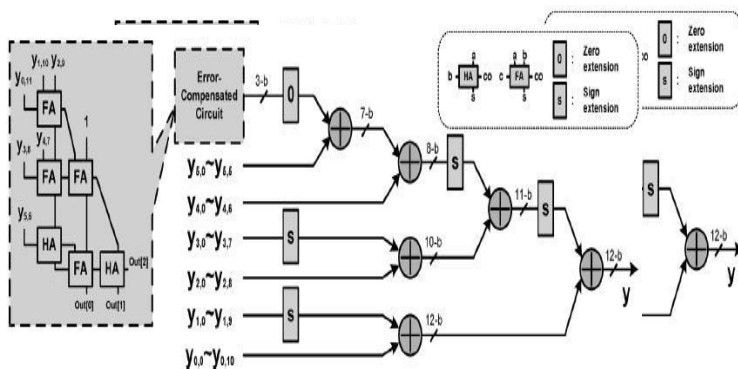 y1,10 y2,9
y0,11
FA
1
y3,8
y4,7
FA
FA
y5,6
HA
FA
HA
Out[2]
Out[0]
Out[1]
Error-
Compensated
Circuit
3-b
0
7-b
8-b
S
11-b
S
y5,0~y5,5
y4,0~y4,6
y3,0~y3,7
S
10-b
y2,0~y2,8
y1,0~y1,9
S
12-b
y0,0~y0,10
12-b
y
a
b
HA
co
s
a b
c
FA
co
s
0
:
Zero
extension
S
:
Sign
extension
0
:
Zero
extension
S
:
Sign
extension
co
S
12-b
y